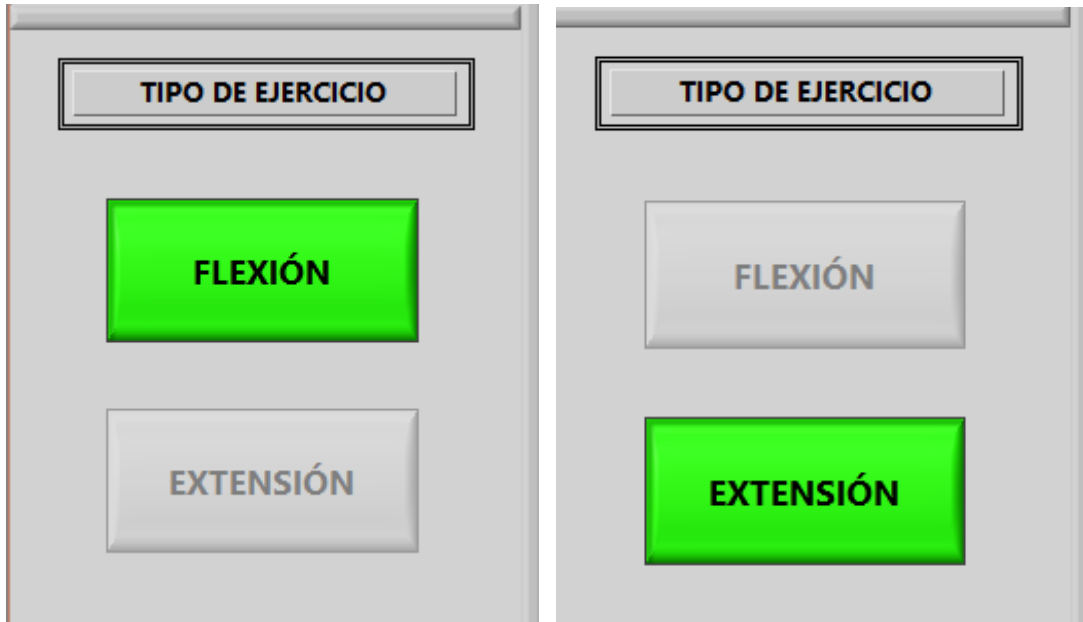 TIPO DE EJERCICIO
FLEXIÓN
EXTENSIÓN
TIPO DE EJERCICIO
FLEXIÓN
EXTENSIÓN